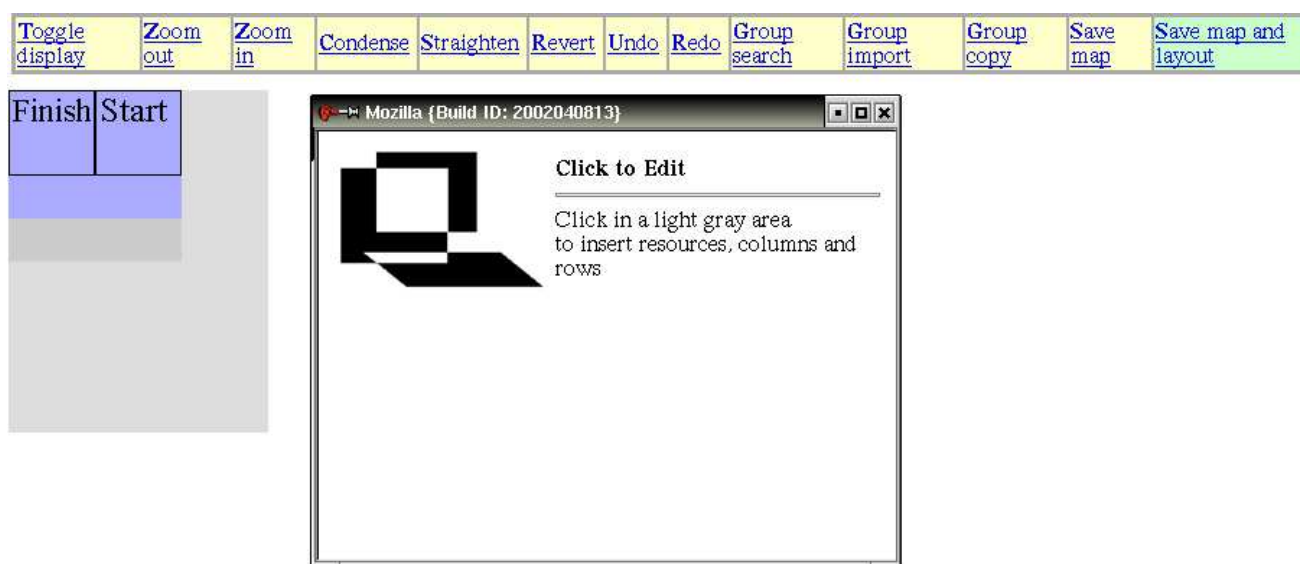 Toggle display
Zoom out
Zoom in
Condense
Straighten
Revert
Undo
Redo
Group search
Group import
Group copy
Save map
Save map and layout
Finish
Start
Mozilla {Build ID: 2002040813}
Click to Edit
Click in a light gray area
to insert resources, columns and
rows